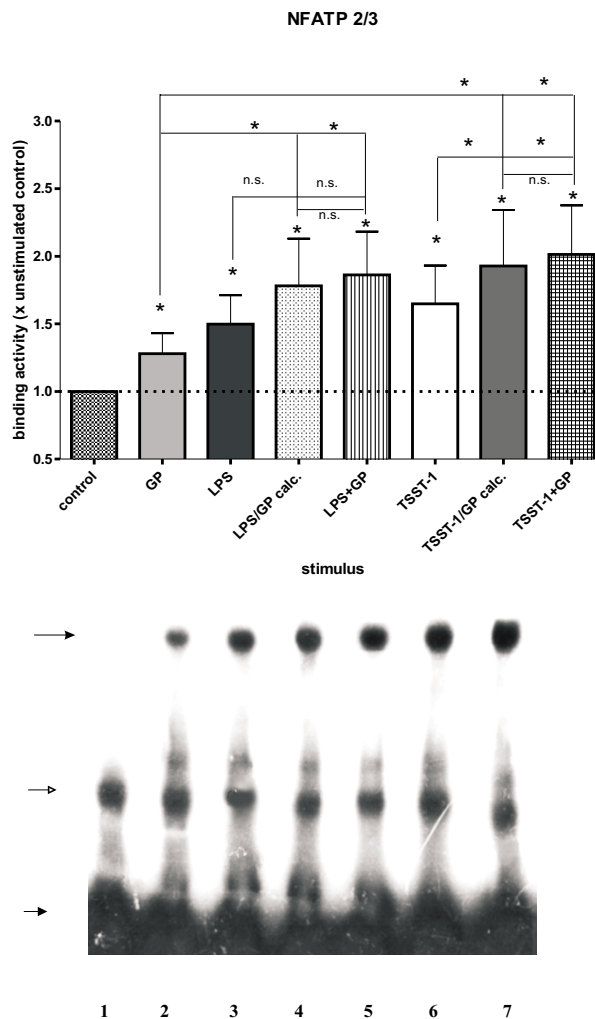 NFATP 2/3
* *
* * *
3.0 * *
n.s. n.s. n.s.
2.5 n.s. * * *
* * *
2.0 *
*
1.5
1.0
0.5
binding activity (x unstimulated control)
control GP LPS LPS/GP calc. LPS+GP TSST-1 TSST-1/GP calc. TSST-1+GP
stimulus
1 2 3 4 5 6 7